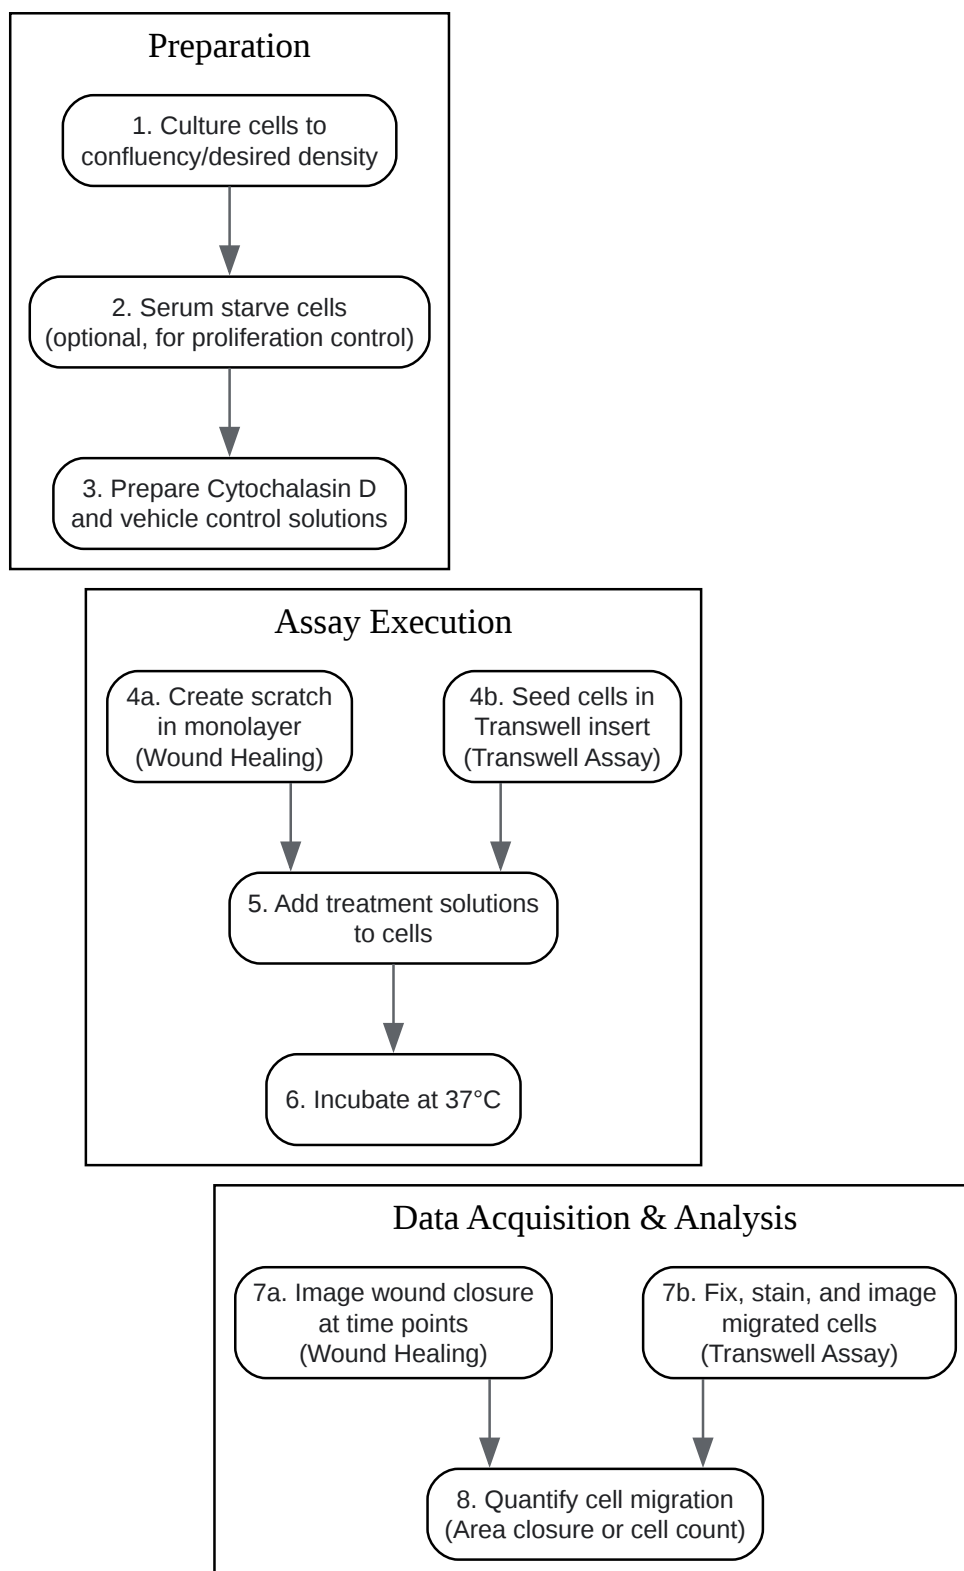 Preparation
1. Culture cells to
confluency/desired density
2. Serum starve cells
(optional, for proliferation control)
3. Prepare Cytochalasin D
and vehicle control solutions
Assay Execution
4a. Create scratch
in monolayer
(Wound Healing)
4b. Seed cells in
Transwell insert
(Transwell Assay)
5. Add treatment solutions
to cells
6. Incubate at 37°C
Data Acquisition & Analysis
7a. Image wound closure
at time points
(Wound Healing)
7b. Fix, stain, and image
migrated cells
(Transwell Assay)
8. Quantify cell migration
(Area closure or cell count)